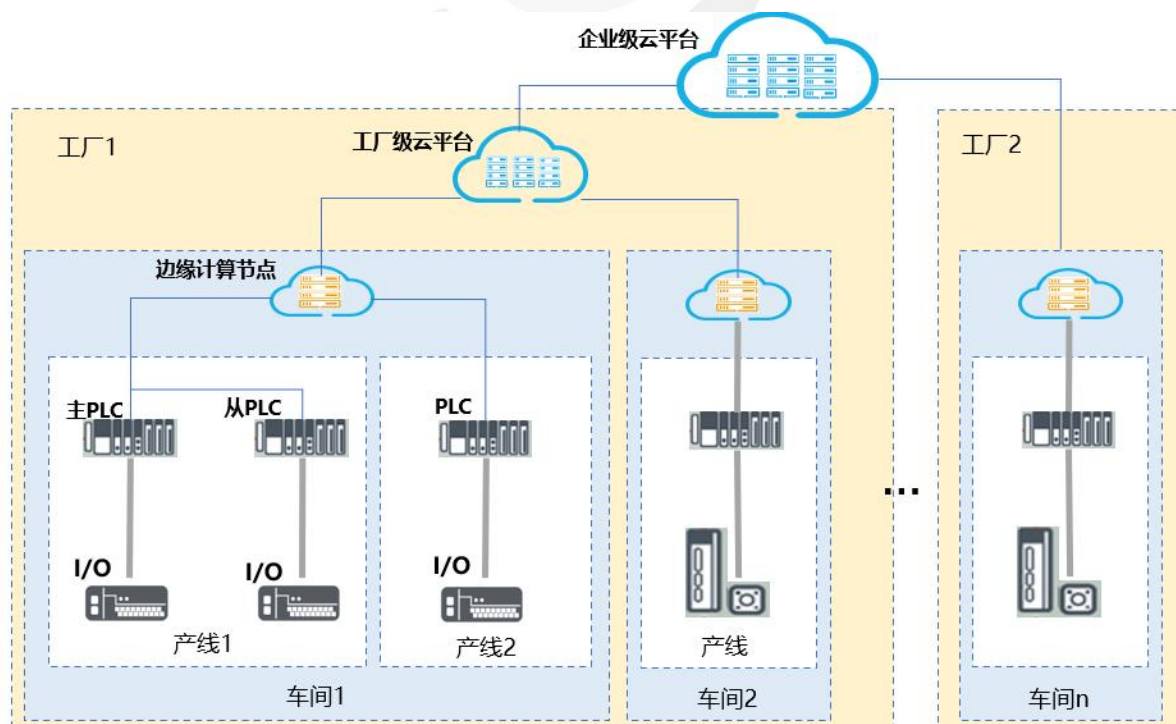 企业级云平台
工厂1
工厂级云平台
工厂2
边缘计算节点
主PLC
从PLC
PLC
...
I/O
I/O
I/O
产线1
产线2
产线
车间1
车间2
车间n